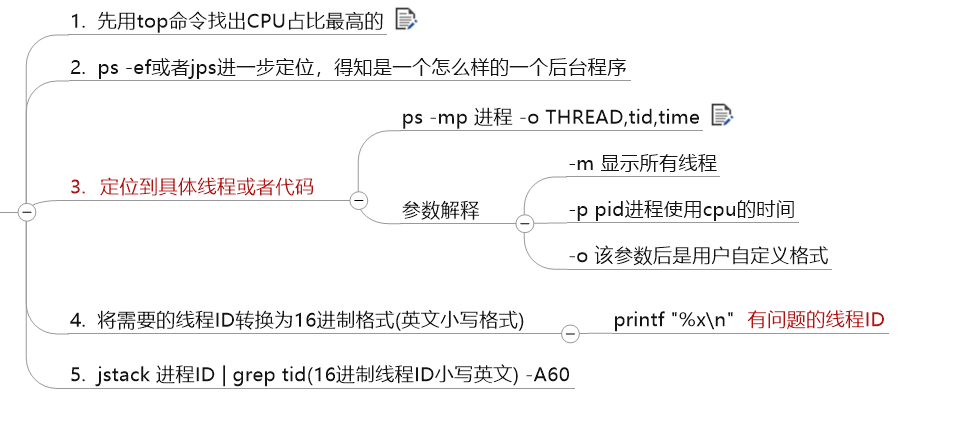 1. 先用top命令找出CPU占比最高的
2. ps -ef或者jps进一步定位，得知是一个怎么样的一个后台程序
3. 定位到具体线程或者代码
ps -mp 进程 -o THREAD,tid,time
参数解释
-m 显示所有线程
-p pid进程使用cpu的时间
-o 该参数后是用户自定义格式
4. 将需要的线程ID转换为16进制格式(英文小写格式)
printf "%x\n" 有问题的线程ID
5. jstack 进程ID | grep tid(16进制线程ID小写英文) -A60